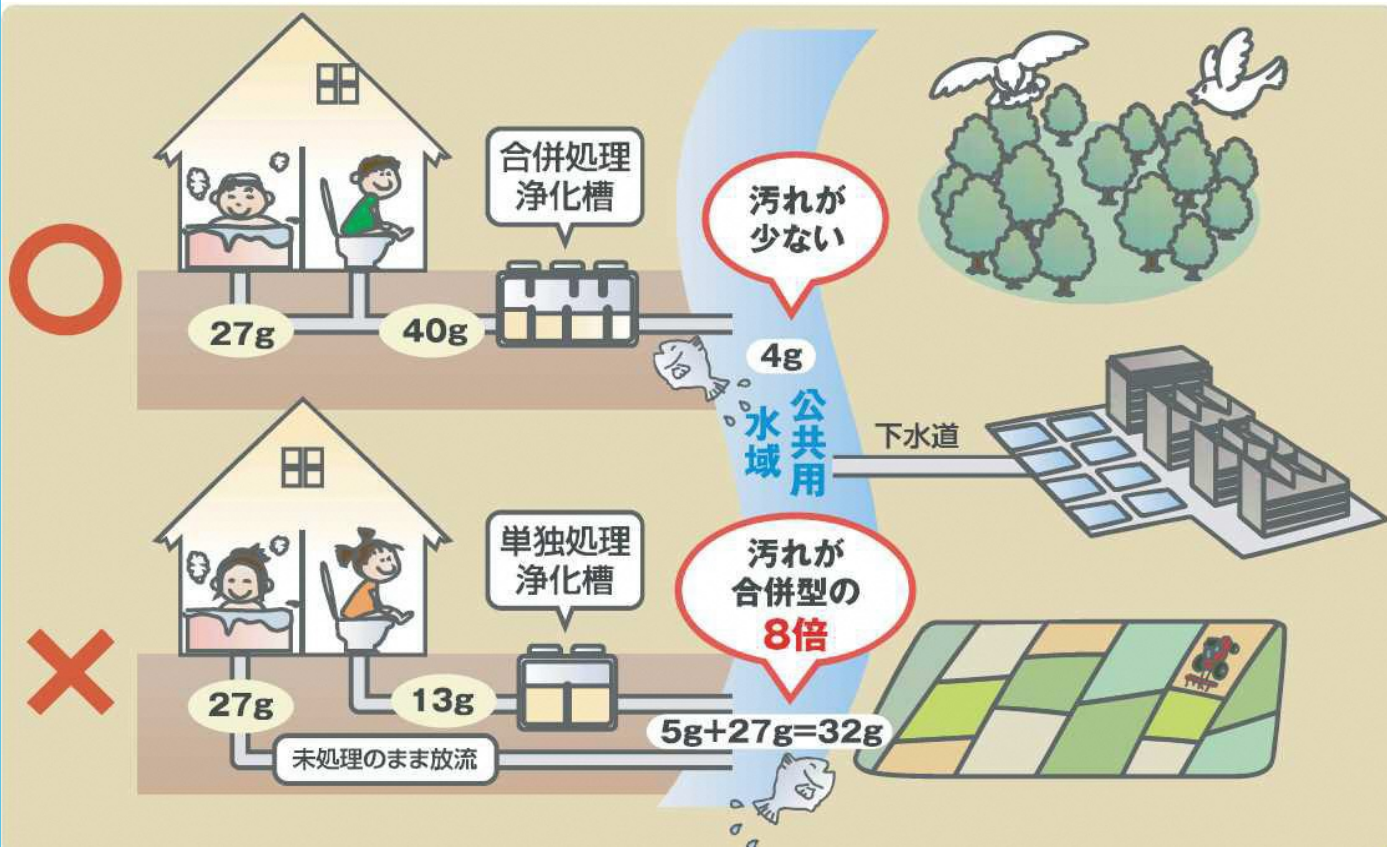 合併処理
浄化槽
汚れが
少ない
27g
40g
4g
公共用
水域
下水道
単独処理
浄化槽
汚れが
合併型の
8倍
27g
13g
5g+27g=32g
未処理のまま放流